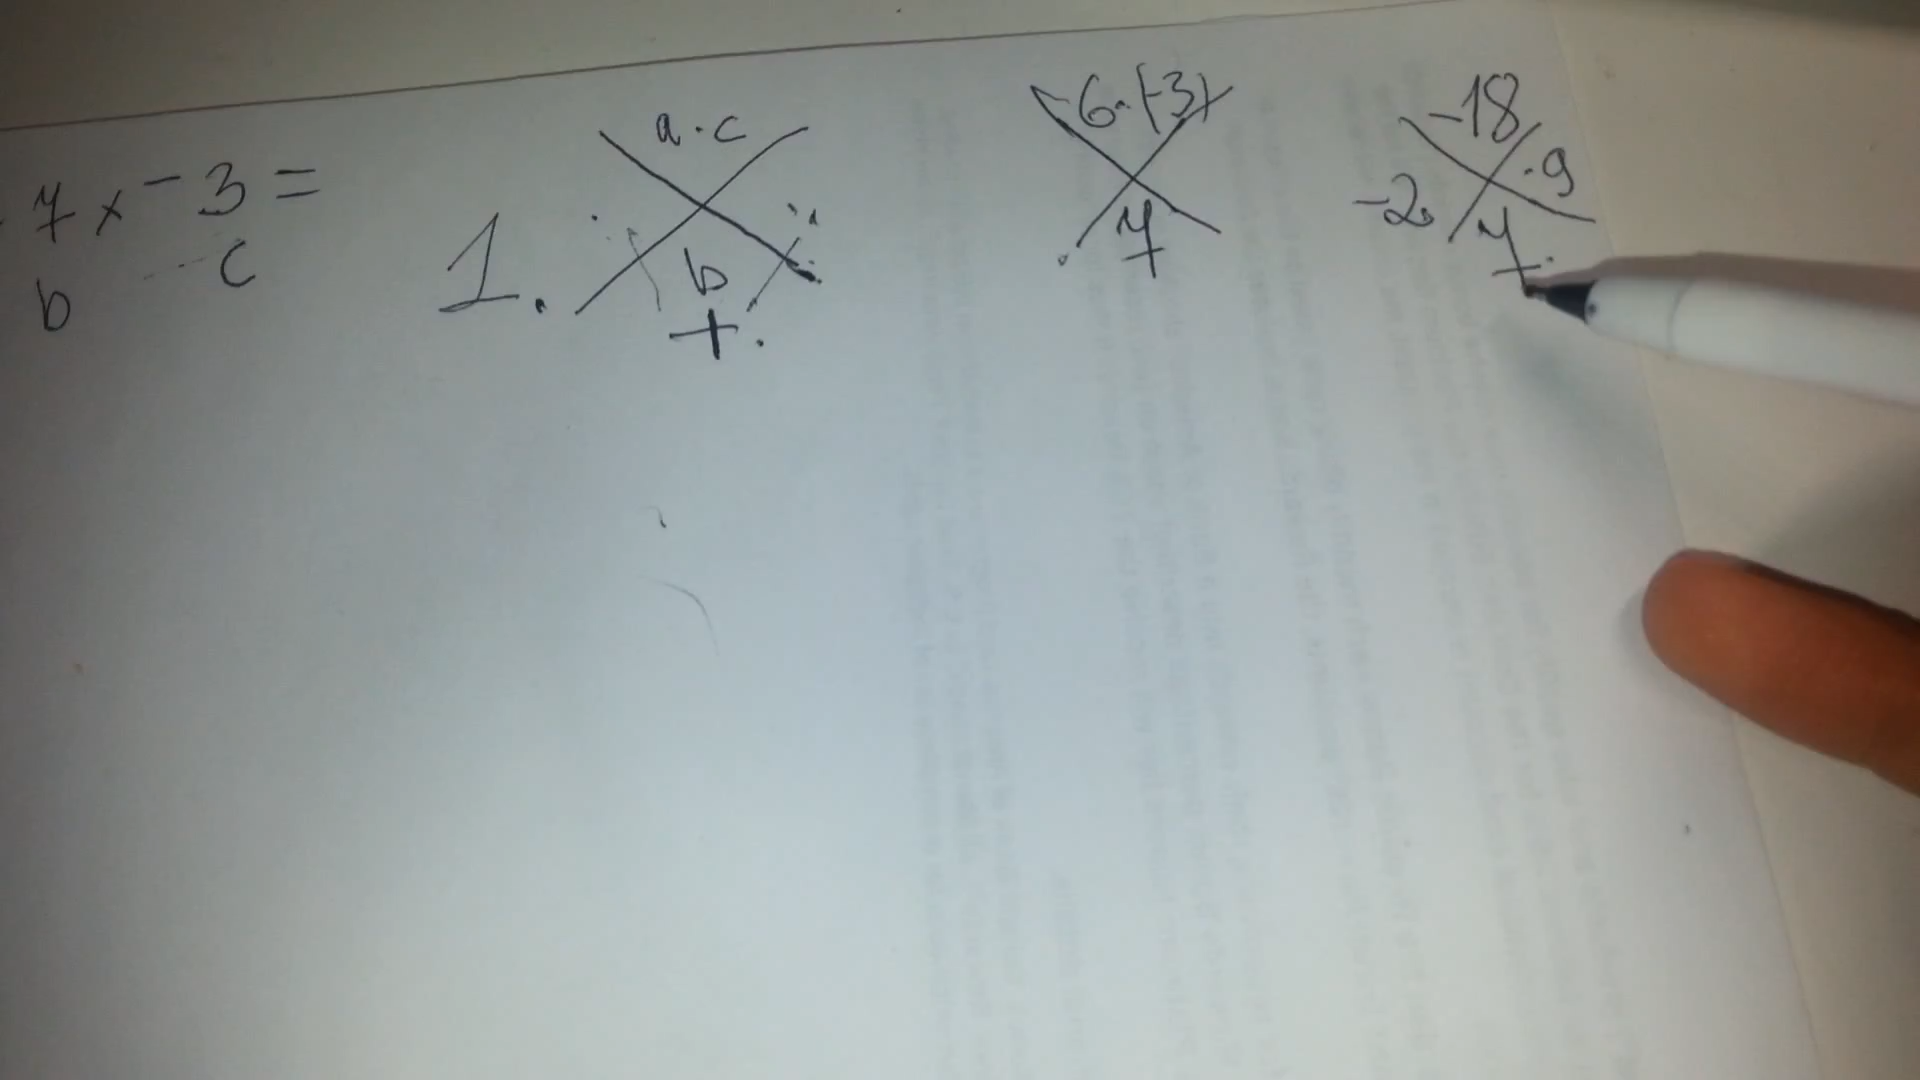 7x - 3 =
b c
1.
a · c
b
+
6 · (-3)
7
-18
-2 · 9
7